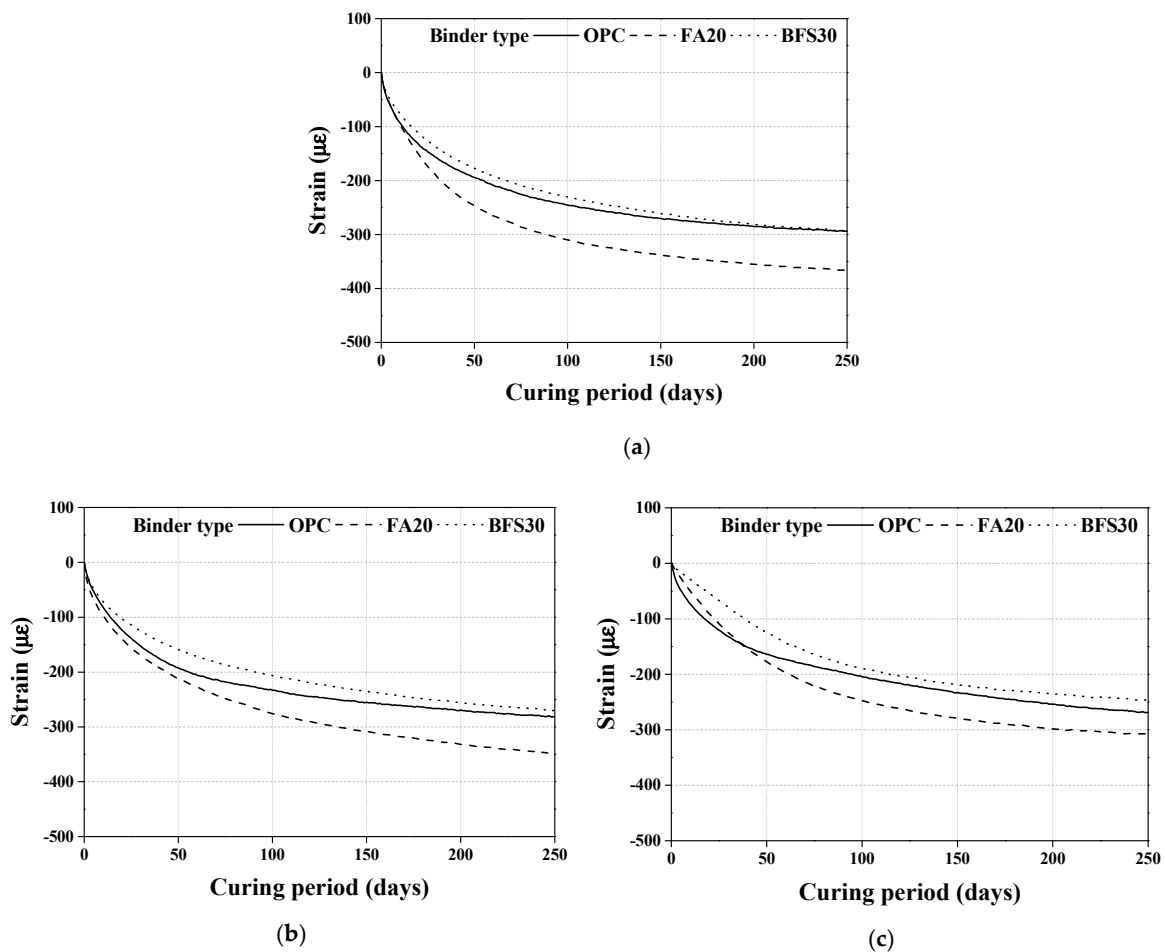 Binder type OPC FA20 BFS30
100
0
-100
-200
-300
-400
-500
Strain (με)
0 50 100 150 200 250
Curing period (days)
(a)
Binder type OPC FA20 BFS30
100
0
-100
-200
-300
-400
-500
Strain (με)
0 50 100 150 200 250
Curing period (days)
(b)
Binder type OPC FA20 BFS30
100
0
-100
-200
-300
-400
-500
Strain (με)
0 50 100 150 200 250
Curing period (days)
(c)